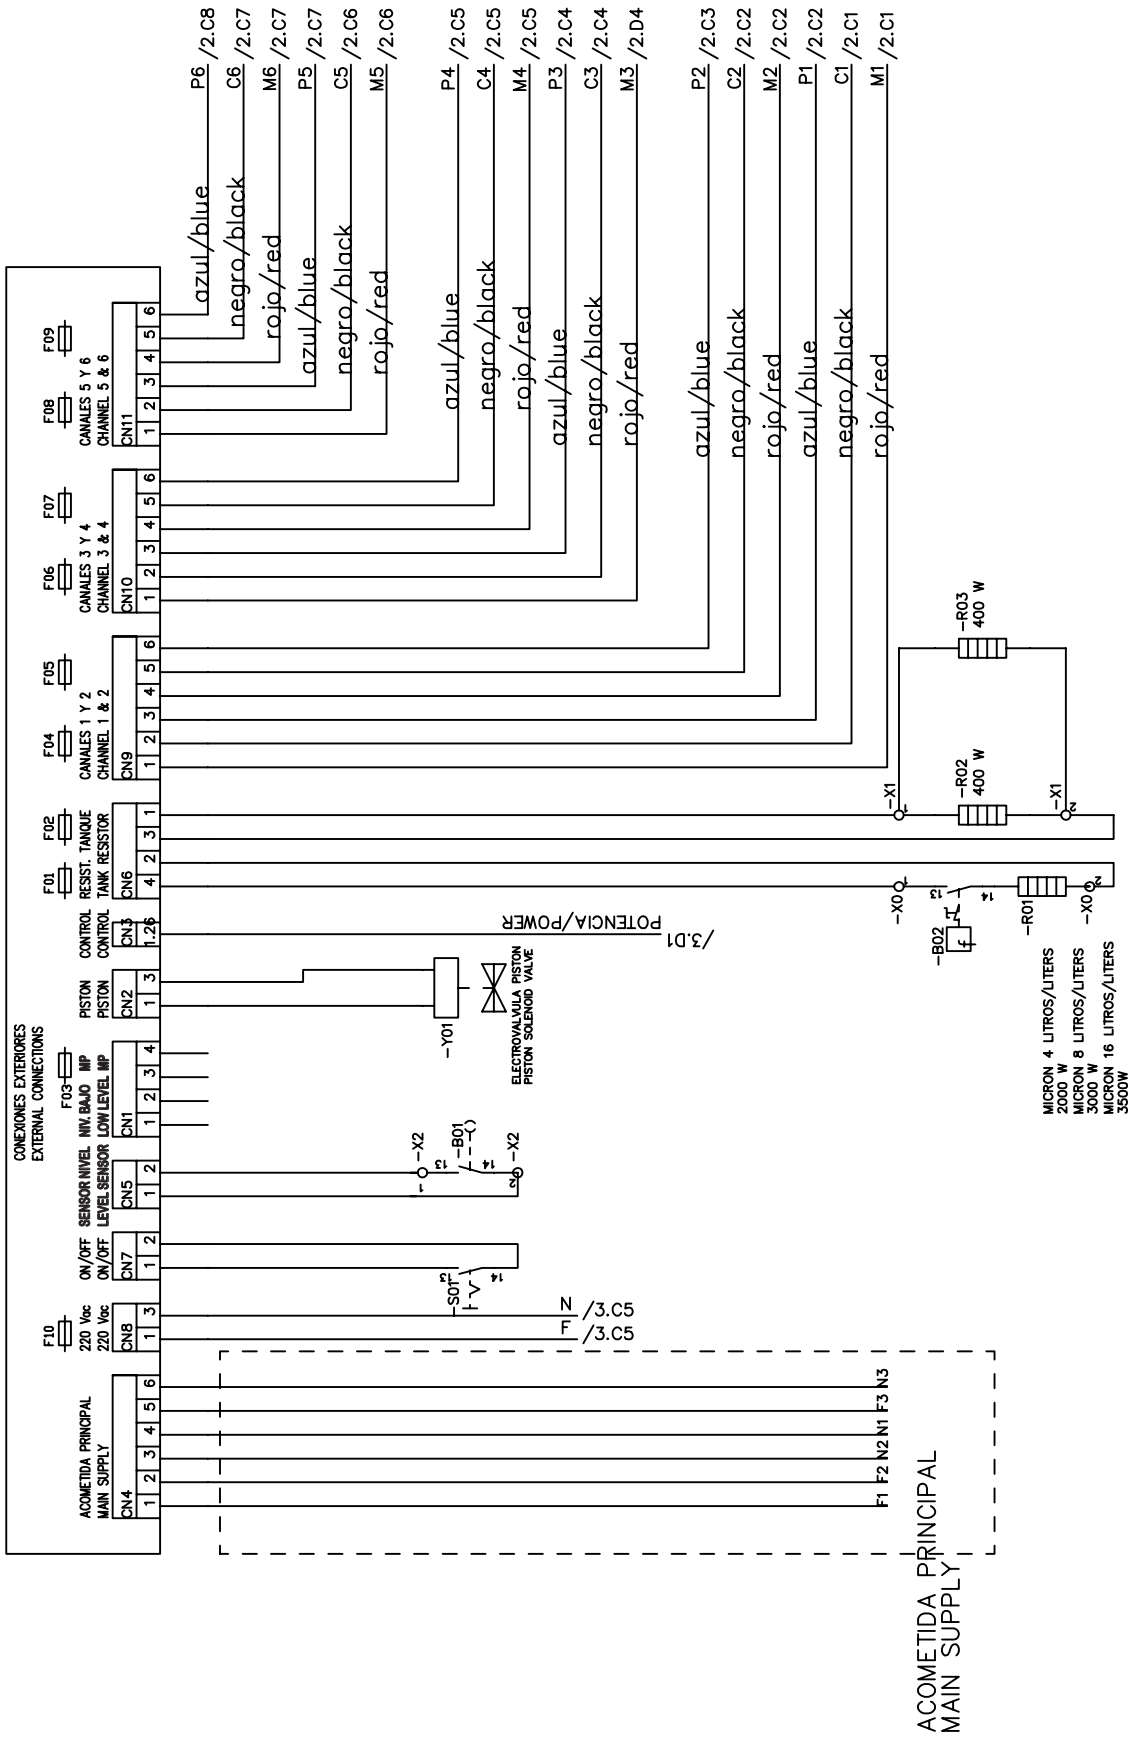 CONEXIONES EXTERIORES
EXTERNAL CONNECTIONS
ACOMETIDA PRINCIPAL
MAIN SUPPLY
CN4
1 2 3 4 5 6
F10
220 Vac
220 Vac
CN8
1 3
ON/OFF
ON/OFF
CN7
1 2
SENSOR NIVEL
LEVEL SENSOR
CN5
1 2
F03
NIV. BAJO MP
LOW LEVEL MP
CN1
1 2 3 4
PISTON
PISTON
CN2
1 3
CONTROL
CONTROL
CN3
1.26
F01
F02
RESIST. TANQUE
TANK RESISTOR
CN6
4 2 3 1
F04
F05
CANALES 1 Y 2
CHANNEL 1 & 2
CN9
1 2 3 4 5 6
F06
F07
CANALES 3 Y 4
CHANNEL 3 & 4
CN10
1 2 3 4 5 6
F08
F09
CANALES 5 Y 6
CHANNEL 5 & 6
CN11
1 2 3 4 5 6
azul/blue P6 /2.C8
negro/black C6 /2.C7
rojo/red M6 /2.C7
azul/blue P5 /2.C7
negro/black C5 /2.C6
rojo/red M5 /2.C6
azul/blue P4 /2.C5
negro/black C4 /2.C5
rojo/red M4 /2.C5
azul/blue P3 /2.C4
negro/black C3 /2.C4
rojo/red M3 /2.D4
azul/blue P2 /2.C3
negro/black C2 /2.C2
rojo/red M2 /2.C2
azul/blue P1 /2.C2
negro/black C1 /2.C1
rojo/red M1 /2.C1
F1 F2 N2 N1 F3 N3
ACOMETIDA PRINCIPAL
MAIN SUPPLY
F /3.C5
N /3.C5
-S01
13
14
-X2
1
-B01
13
14
-X2
2
-Y01
ELECTROVALVULA PISTON
PISTON SOLENOID VALVE
POTENCIA/POWER
/3.D1
-X0
1
-B02
f
13
14
-R01
-X0
2
MICRON 4 LITROS/LITERS
2000 W
MICRON 8 LITROS/LITERS
3000 W
MICRON 16 LITROS/LITERS
3500W
-X1
1
-R02
400 W
-X1
2
-R03
400 W